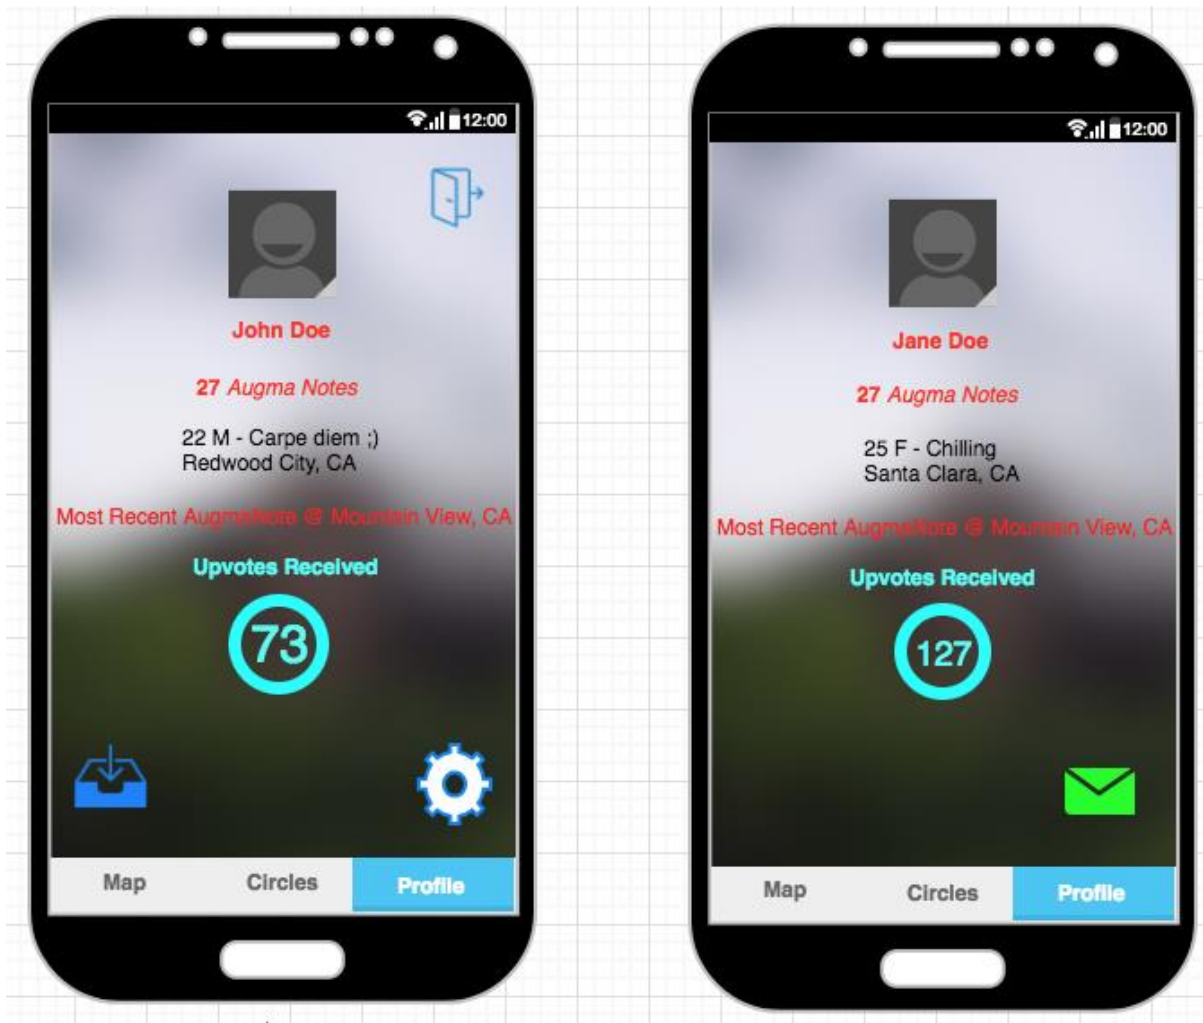 12:00
John Doe
27 Augma Notes
22 M - Carpe diem ;)
Redwood City, CA
Most Recent AugmaNote @ Mountain View, CA
Upvotes Received
73
Map Circles Profile
12:00
Jane Doe
27 Augma Notes
25 F - Chilling
Santa Clara, CA
Most Recent AugmaNote @ Mountain View, CA
Upvotes Received
127
Map Circles Profile